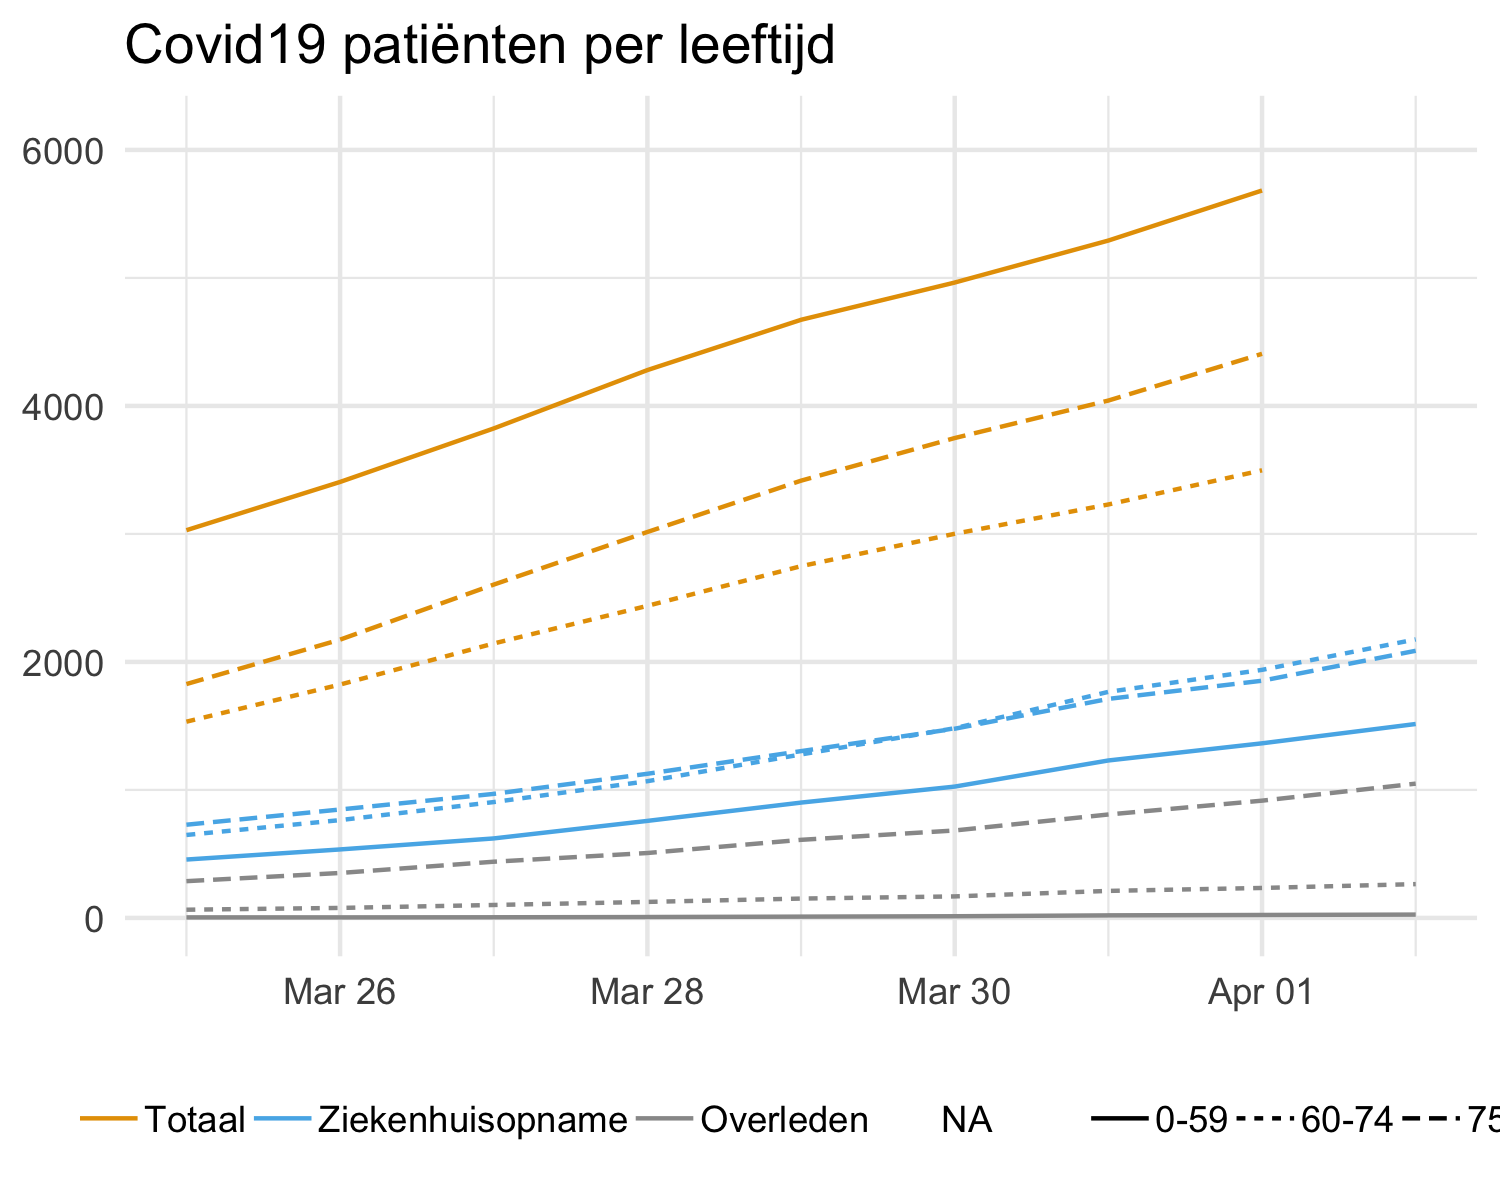 Covid19 patiënten per leeftijd
6000
4000
2000
0
Mar 26 Mar 28 Mar 30 Apr 01
Totaal Ziekenhuisopname Overleden NA 0-59 60-74